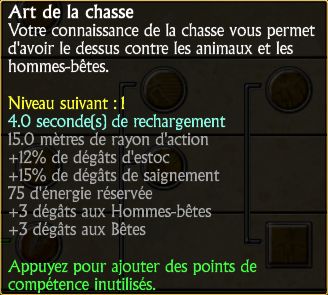 Art de la chasse
Votre connaissance de la chasse vous permet
d'avoir le dessus contre les animaux et les
hommes-bêtes.
Niveau suivant : 1
4.0 seconde(s) de rechargement
15.0 mètres de rayon d'action
+12% de dégâts d'estoc
+15% de dégâts de saignement
75 d'énergie réservée
+3 dégâts aux Hommes-bêtes
+3 dégâts aux Bêtes
Appuyez pour ajouter des points de
compétence inutilisés.